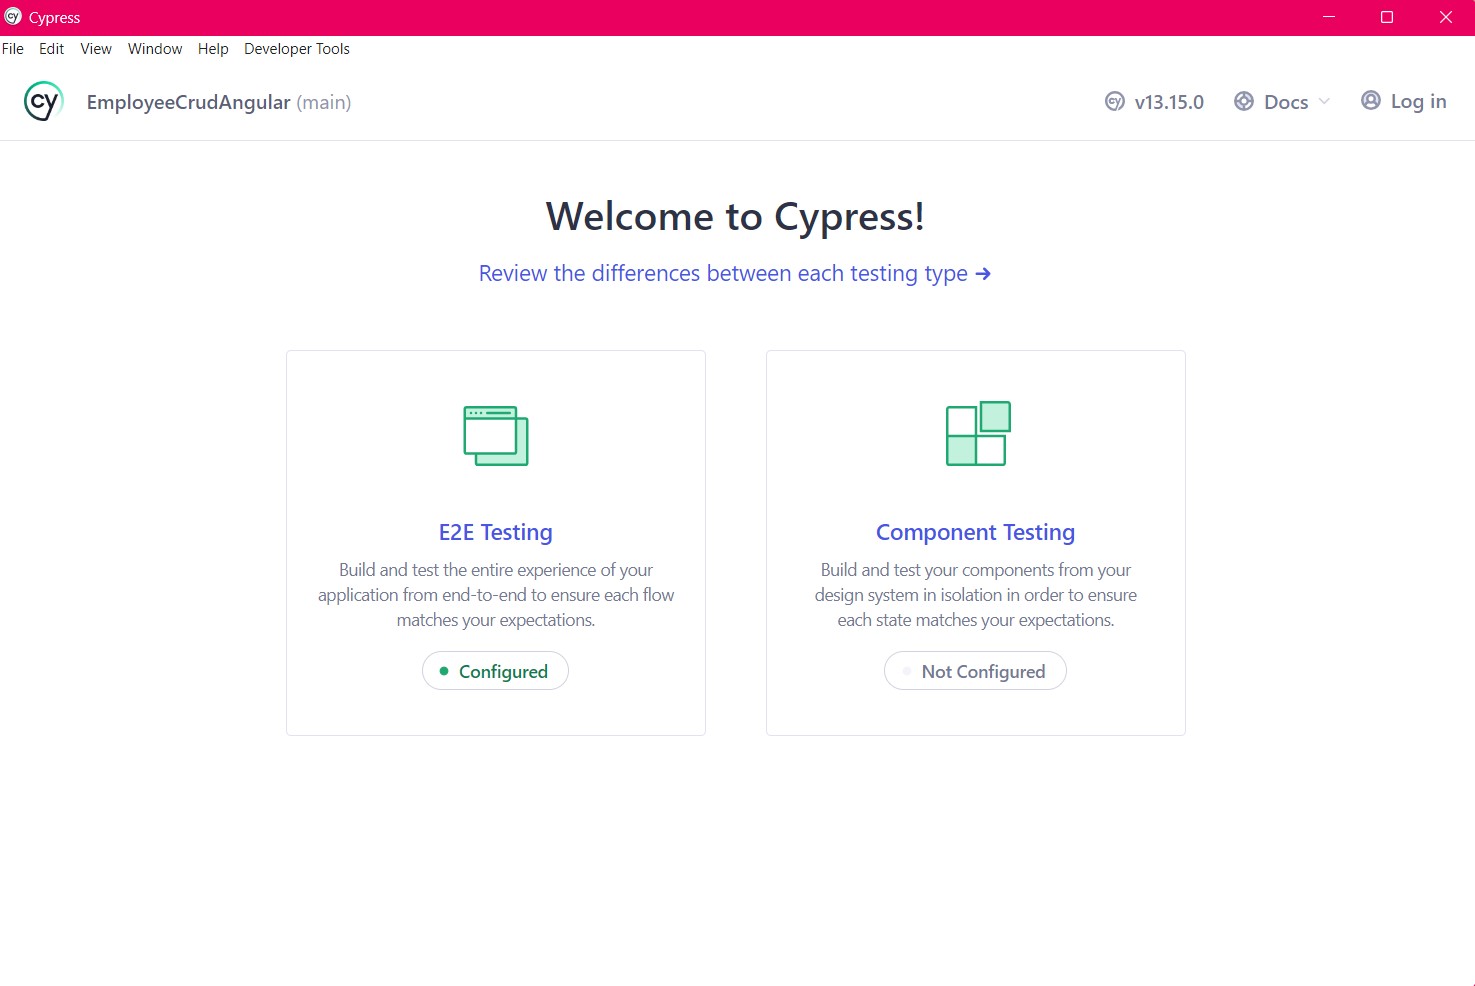 cy Cypress
File Edit View Window Help Developer Tools
cy EmployeeCrudAngular (main) cy v13.15.0 Docs Log in
Welcome to Cypress!
Review the differences between each testing type →
E2E Testing
Build and test the entire experience of your
application from end-to-end to ensure each flow
matches your expectations.
Configured
Component Testing
Build and test your components from your
design system in isolation in order to ensure
each state matches your expectations.
Not Configured